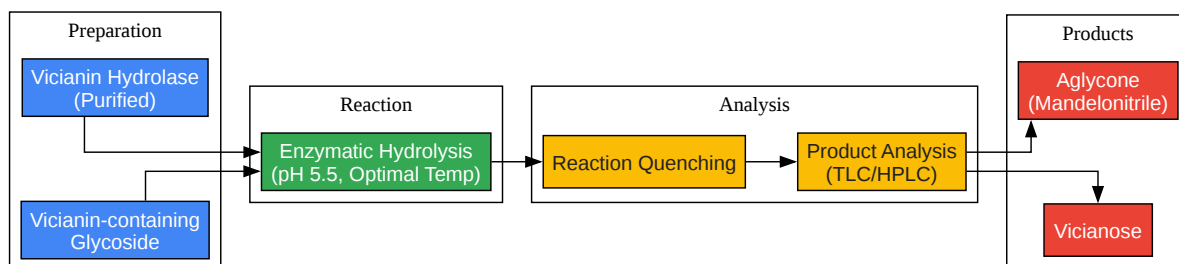 Preparation
Vicianin Hydrolase
(Purified)
Vicianin-containing
Glycoside
Reaction
Enzymatic Hydrolysis
(pH 5.5, Optimal Temp)
Analysis
Reaction Quenching
Product Analysis
(TLC/HPLC)
Products
Aglycone
(Mandelonitrile)
Vicianose